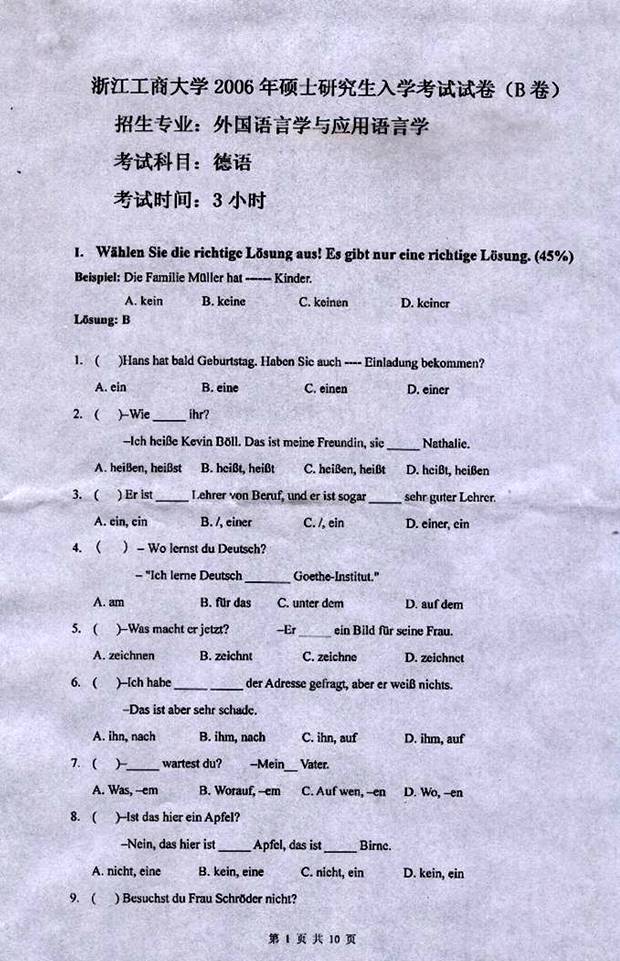 浙江工商大学 2006 年硕士研究生入学考试试卷（B 卷）
招生专业：外国语言学与应用语言学
考试科目：德语
考试时间：3 小时
I. Wählen Sie die richtige Lösung aus! Es gibt nur eine richtige Lösung. (45%)
Beispiel: Die Familie Müller hat ------ Kinder.
A. kein B. keine C. keinen D. keiner
Lösung: B
1. ( )Hans hat bald Geburtstag. Haben Sie auch ---- Einladung bekommen?
A. ein B. eine C. einen D. einer
2. ( )–Wie _____ ihr?
–Ich heiße Kevin Böll. Das ist meine Freundin, sie _____ Nathalie.
A. heißen, heißst B. heißt, heißt C. heißen, heißt D. heißt, heißen
3. ( ) Er ist _____ Lehrer von Beruf, und er ist sogar _____ sehr guter Lehrer.
A. ein, ein B. /, einer C. /, ein D. einer, ein
4. ( ) – Wo lernst du Deutsch?
– "Ich lerne Deutsch _______ Goethe-Institut."
A. am B. für das C. unter dem D. auf dem
5. ( )–Was macht er jetzt? –Er _____ ein Bild für seine Frau.
A. zeichnen B. zeichnt C. zeichne D. zeichnet
6. ( )–Ich habe _____ _____ der Adresse gefragt, aber er weiß nichts.
–Das ist aber sehr schade.
A. ihn, nach B. ihm, nach C. ihn, auf D. ihm, auf
7. ( )–_____ wartest du? –Mein__ Vater.
A. Was, –em B. Worauf, –em C. Auf wen, –en D. Wo, –en
8. ( )–Ist das hier ein Apfel?
–Nein, das hier ist _____ Apfel, das ist _____ Birne.
A. nicht, eine B. kein, eine C. nicht, ein D. kein, ein
9. ( ) Besuchst du Frau Schröder nicht?
第 1 页 共 10 页